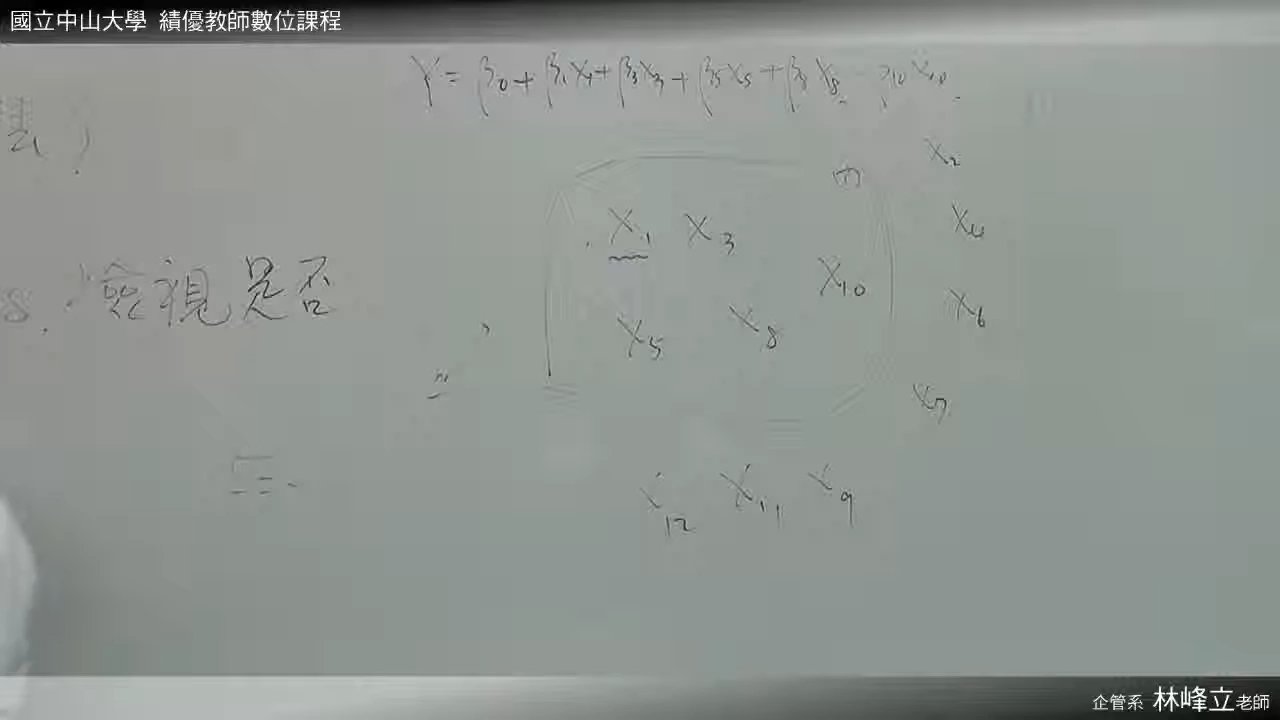 國立中山大學 績優教師數位課程
Y = β₀ + β₁X₁ + β₃X₃ + β₅X₅ + β₈X₈ β₁₀X₁₀
法)
X₂
X₁ X₃
X₄
8. 檢視是否
X₁₀
X₆
X₅ X₈
X₇
X₁₂ X₁₁ X₉
企管系 林峰立老師